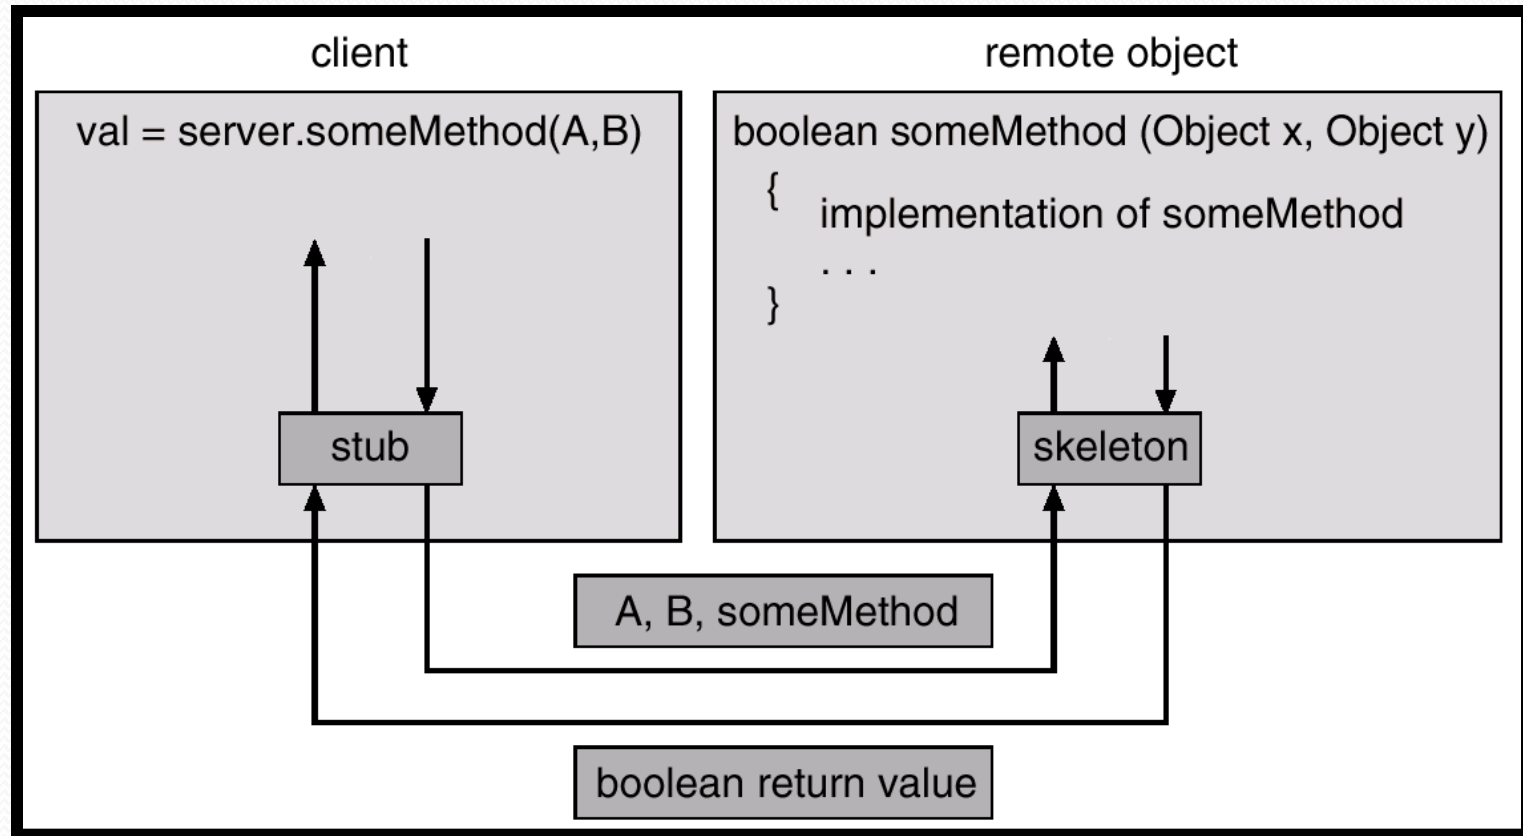 client
val = server.someMethod(A,B)
stub
remote object
boolean someMethod (Object x, Object y)
{
implementation of someMethod
. . .
}
skeleton
A, B, someMethod
boolean return value